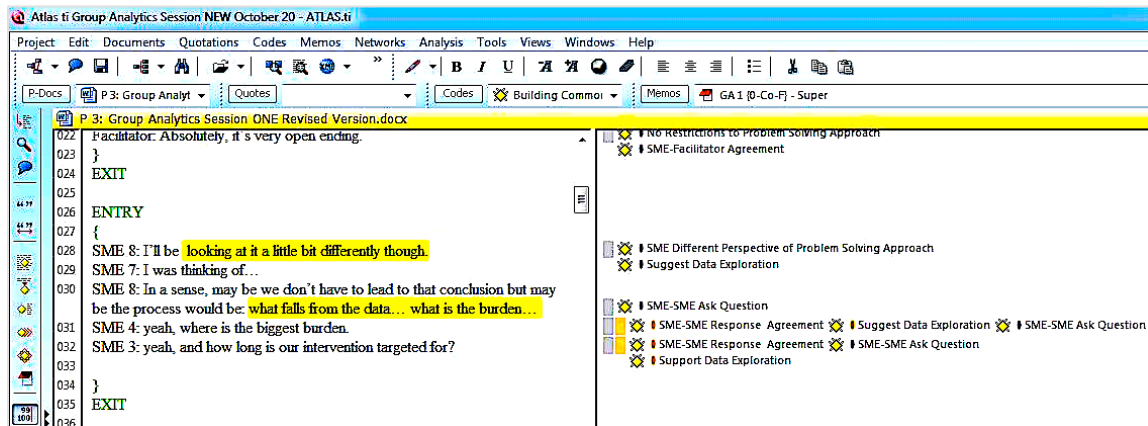 Atlas ti Group Analytics Session NEW October 20 - ATLAS.ti
Project Edit Documents Quotations Codes Memos Networks Analysis Tools Views Windows Help
B I U
P-Docs P 3: Group Analyt Quotes Codes Building Commor Memos GA 1 {0-Co-F} - Super
P 3: Group Analytics Session ONE Revised Version.docx
022 Facilitator: Absolutely, it's very open ending. No Restrictions to Problem Solving Approach
023 } SME-Facilitator Agreement
024 EXIT
025
026 ENTRY
027 {
028 SME 8: I'll be looking at it a little bit differently though. SME Different Perspective of Problem Solving Approach
029 SME 7: I was thinking of… Suggest Data Exploration
030 SME 8: In a sense, may be we don't have to lead to that conclusion but may
be the process would be: what falls from the data… what is the burden… SME-SME Ask Question
031 SME 4: yeah, where is the biggest burden. SME-SME Response Agreement Suggest Data Exploration SME-SME Ask Question
032 SME 3: yeah, and how long is our intervention targeted for? SME-SME Response Agreement SME-SME Ask Question
033 Support Data Exploration
034 }
035 EXIT
036